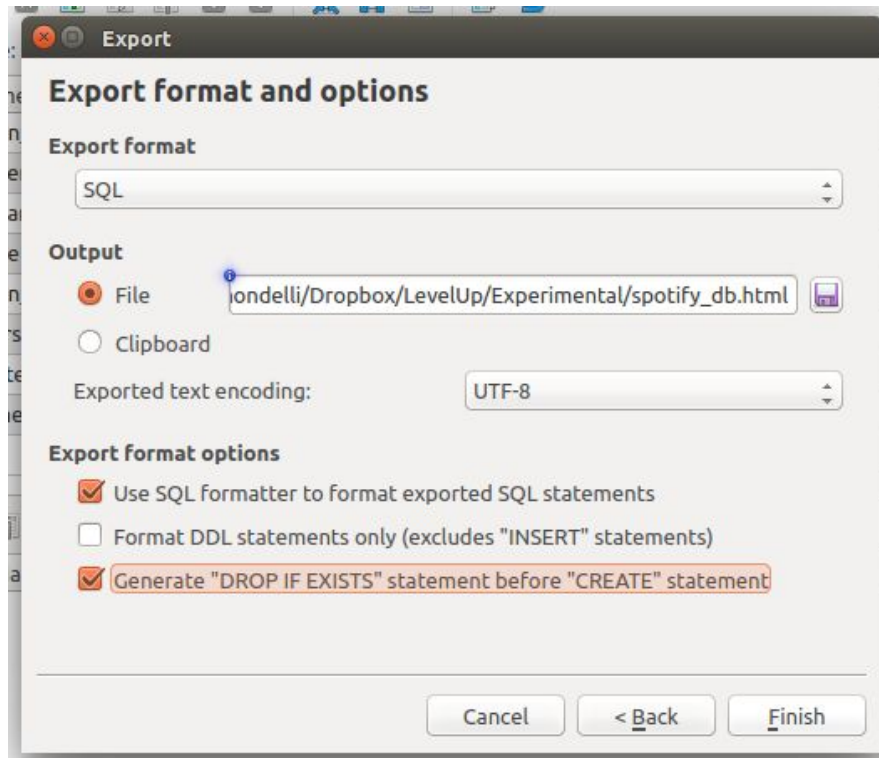 Export
Export format and options
Export format
SQL
Output
File
ondelli/Dropbox/LevelUp/Experimental/spotify_db.html
Clipboard
Exported text encoding:
UTF-8
Export format options
Use SQL formatter to format exported SQL statements
Format DDL statements only (excludes "INSERT" statements)
Generate "DROP IF EXISTS" statement before "CREATE" statement
Cancel
< Back
Finish